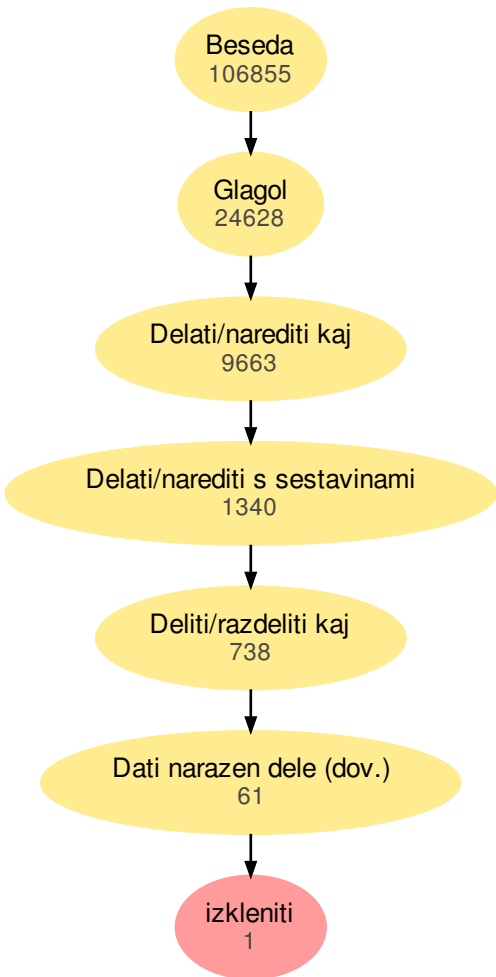 Beseda
106855
Glagol
24628
Delati/narediti kaj
9663
Delati/narediti s sestavinami
1340
Deliti/razdeliti kaj
738
Dati narazen dele (dov.)
61
izkleniti
1